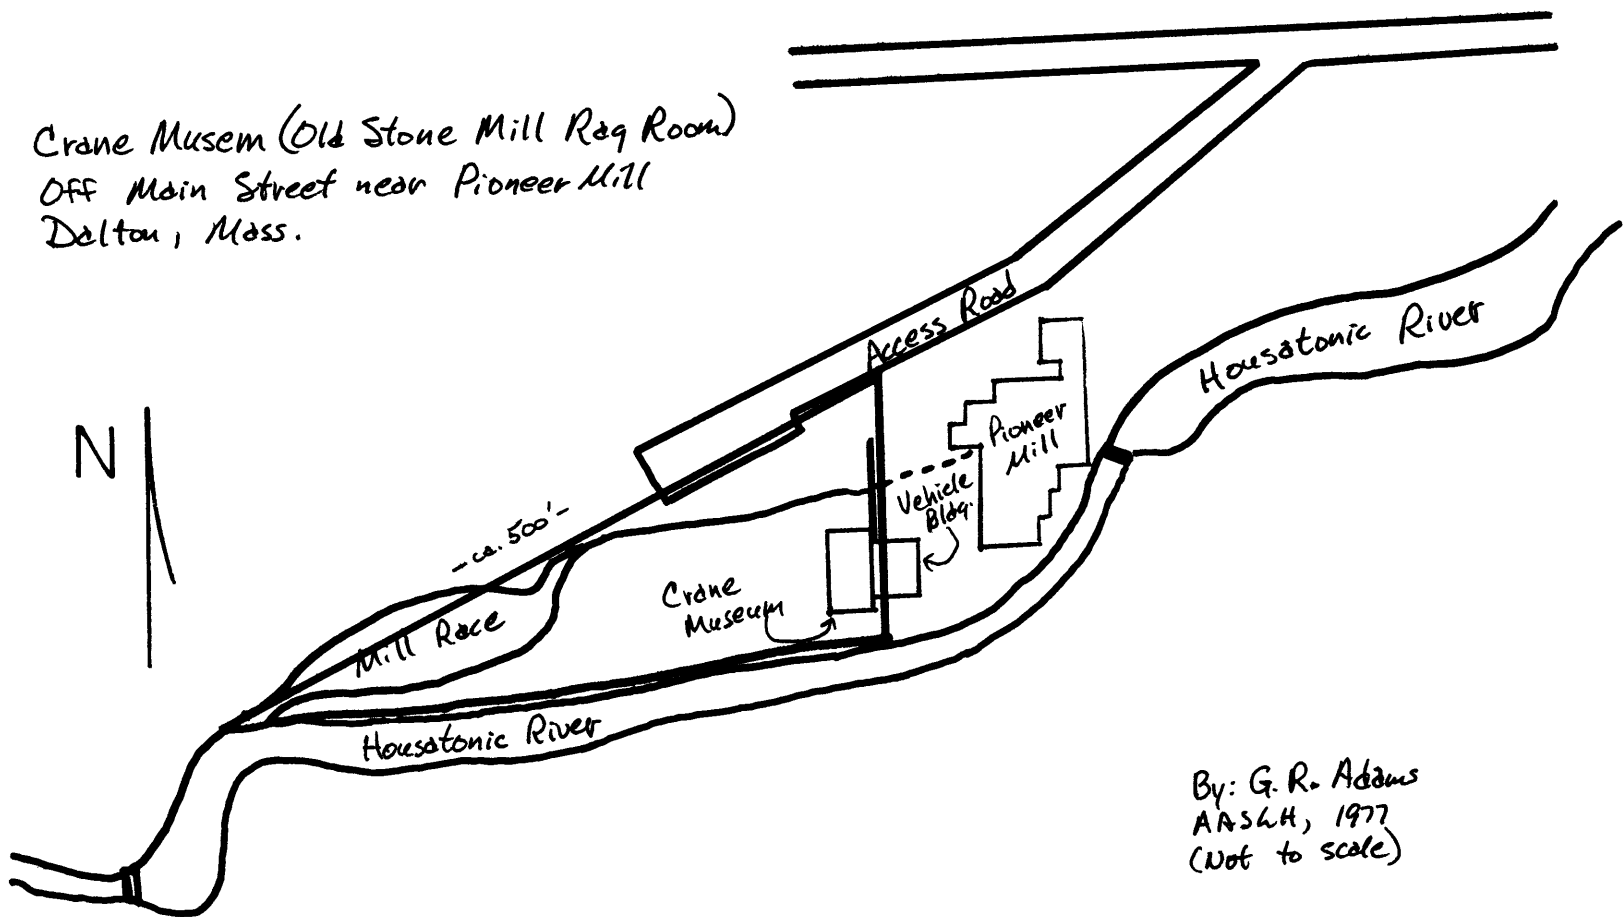 Crane Musem (Old Stone Mill Rag Room)
Off Main Street near Pioneer Mill
Dalton, Mass.
Access Road
Housatonic River
N
Pioneer
Mill
Vehicle
Bldg.
- ca. 500' -
Crane
Museum
Mill Race
Housatonic River
By: G. R. Adams
AASLH, 1977
(Not to scale)